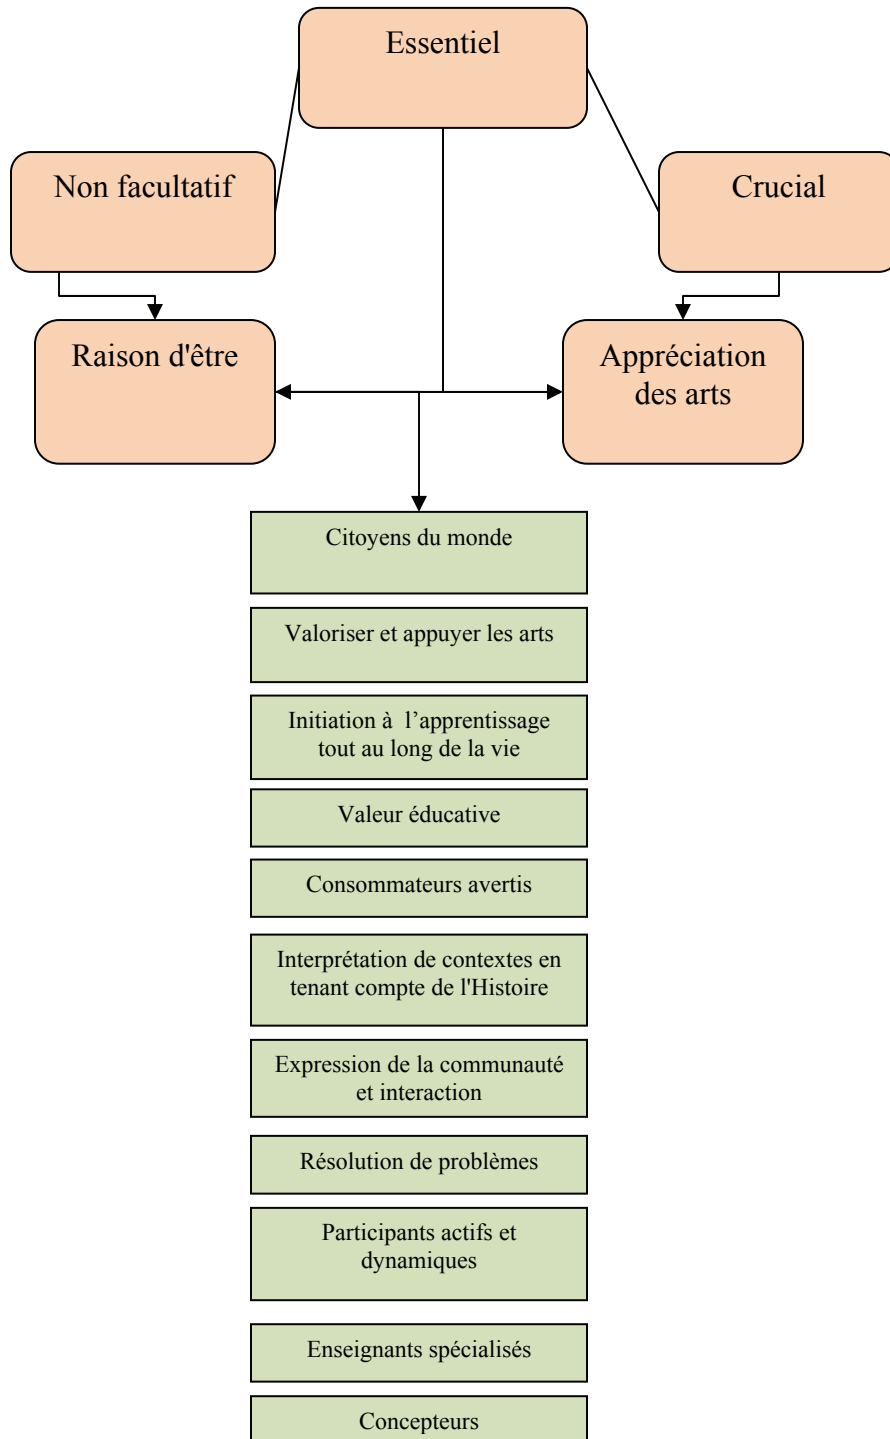 Essentiel
Non facultatif
Crucial
Raison d'être
Appréciation
des arts
Citoyens du monde
Valoriser et appuyer les arts
Initiation à  l’apprentissage
tout au long de la vie
Valeur éducative
Consommateurs avertis
Interprétation de contextes en
tenant compte de l'Histoire
Expression de la communauté
et interaction
Résolution de problèmes
Participants actifs et
dynamiques
Enseignants spécialisés
Concepteurs